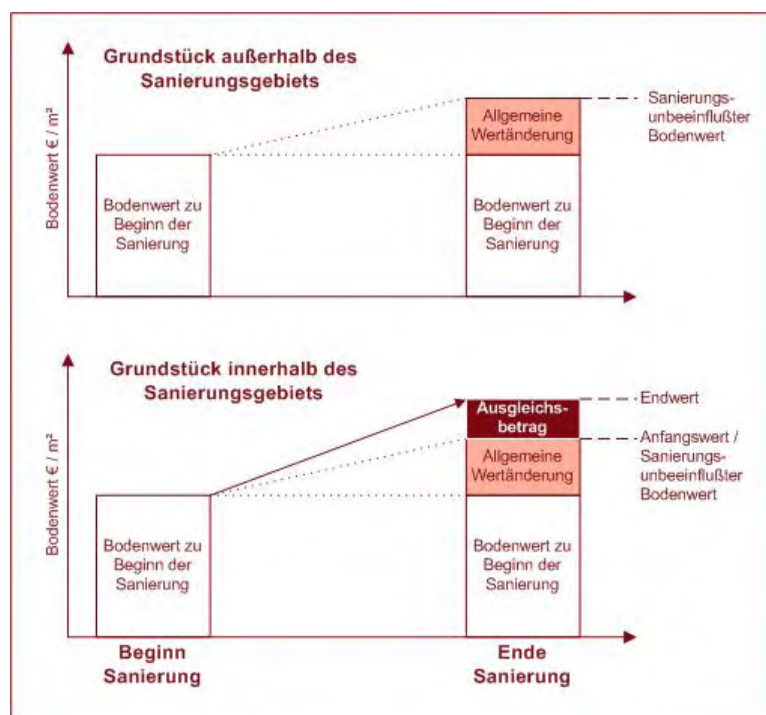 Grundstück außerhalb des
Sanierungsgebiets
Bodenwert € / m²
Bodenwert zu
Beginn der
Sanierung
Allgemeine
Wertänderung
Bodenwert zu
Beginn der
Sanierung
Sanierungs-
unbeeinflußter
Bodenwert
Grundstück innerhalb des
Sanierungsgebiets
Bodenwert € / m²
Bodenwert zu
Beginn der
Sanierung
Ausgleichs-
betrag
Allgemeine
Wertänderung
Bodenwert zu
Beginn der
Sanierung
Endwert
Anfangswert /
Sanierungs-
unbeeinflußter
Bodenwert
Beginn
Sanierung
Ende
Sanierung